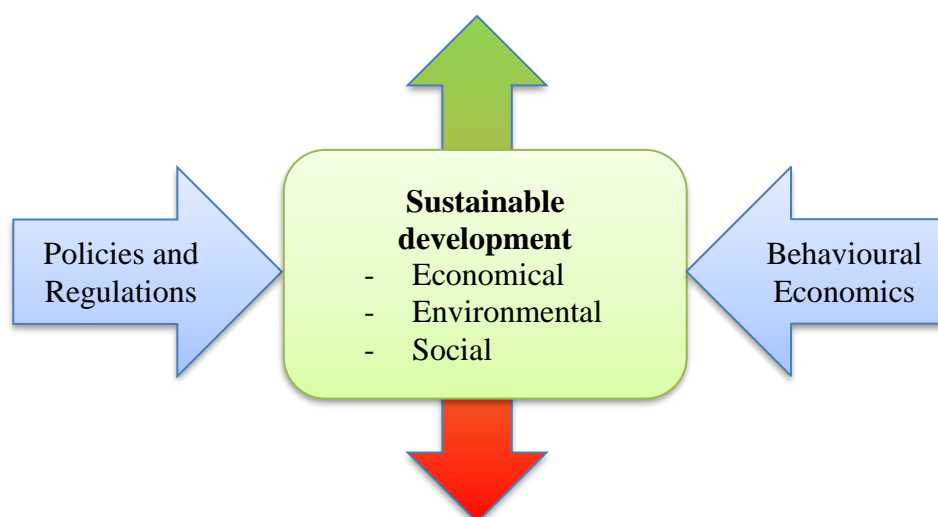 Sustainable
development
- Economical
- Environmental
- Social
Policies and
Regulations
Behavioural
Economics